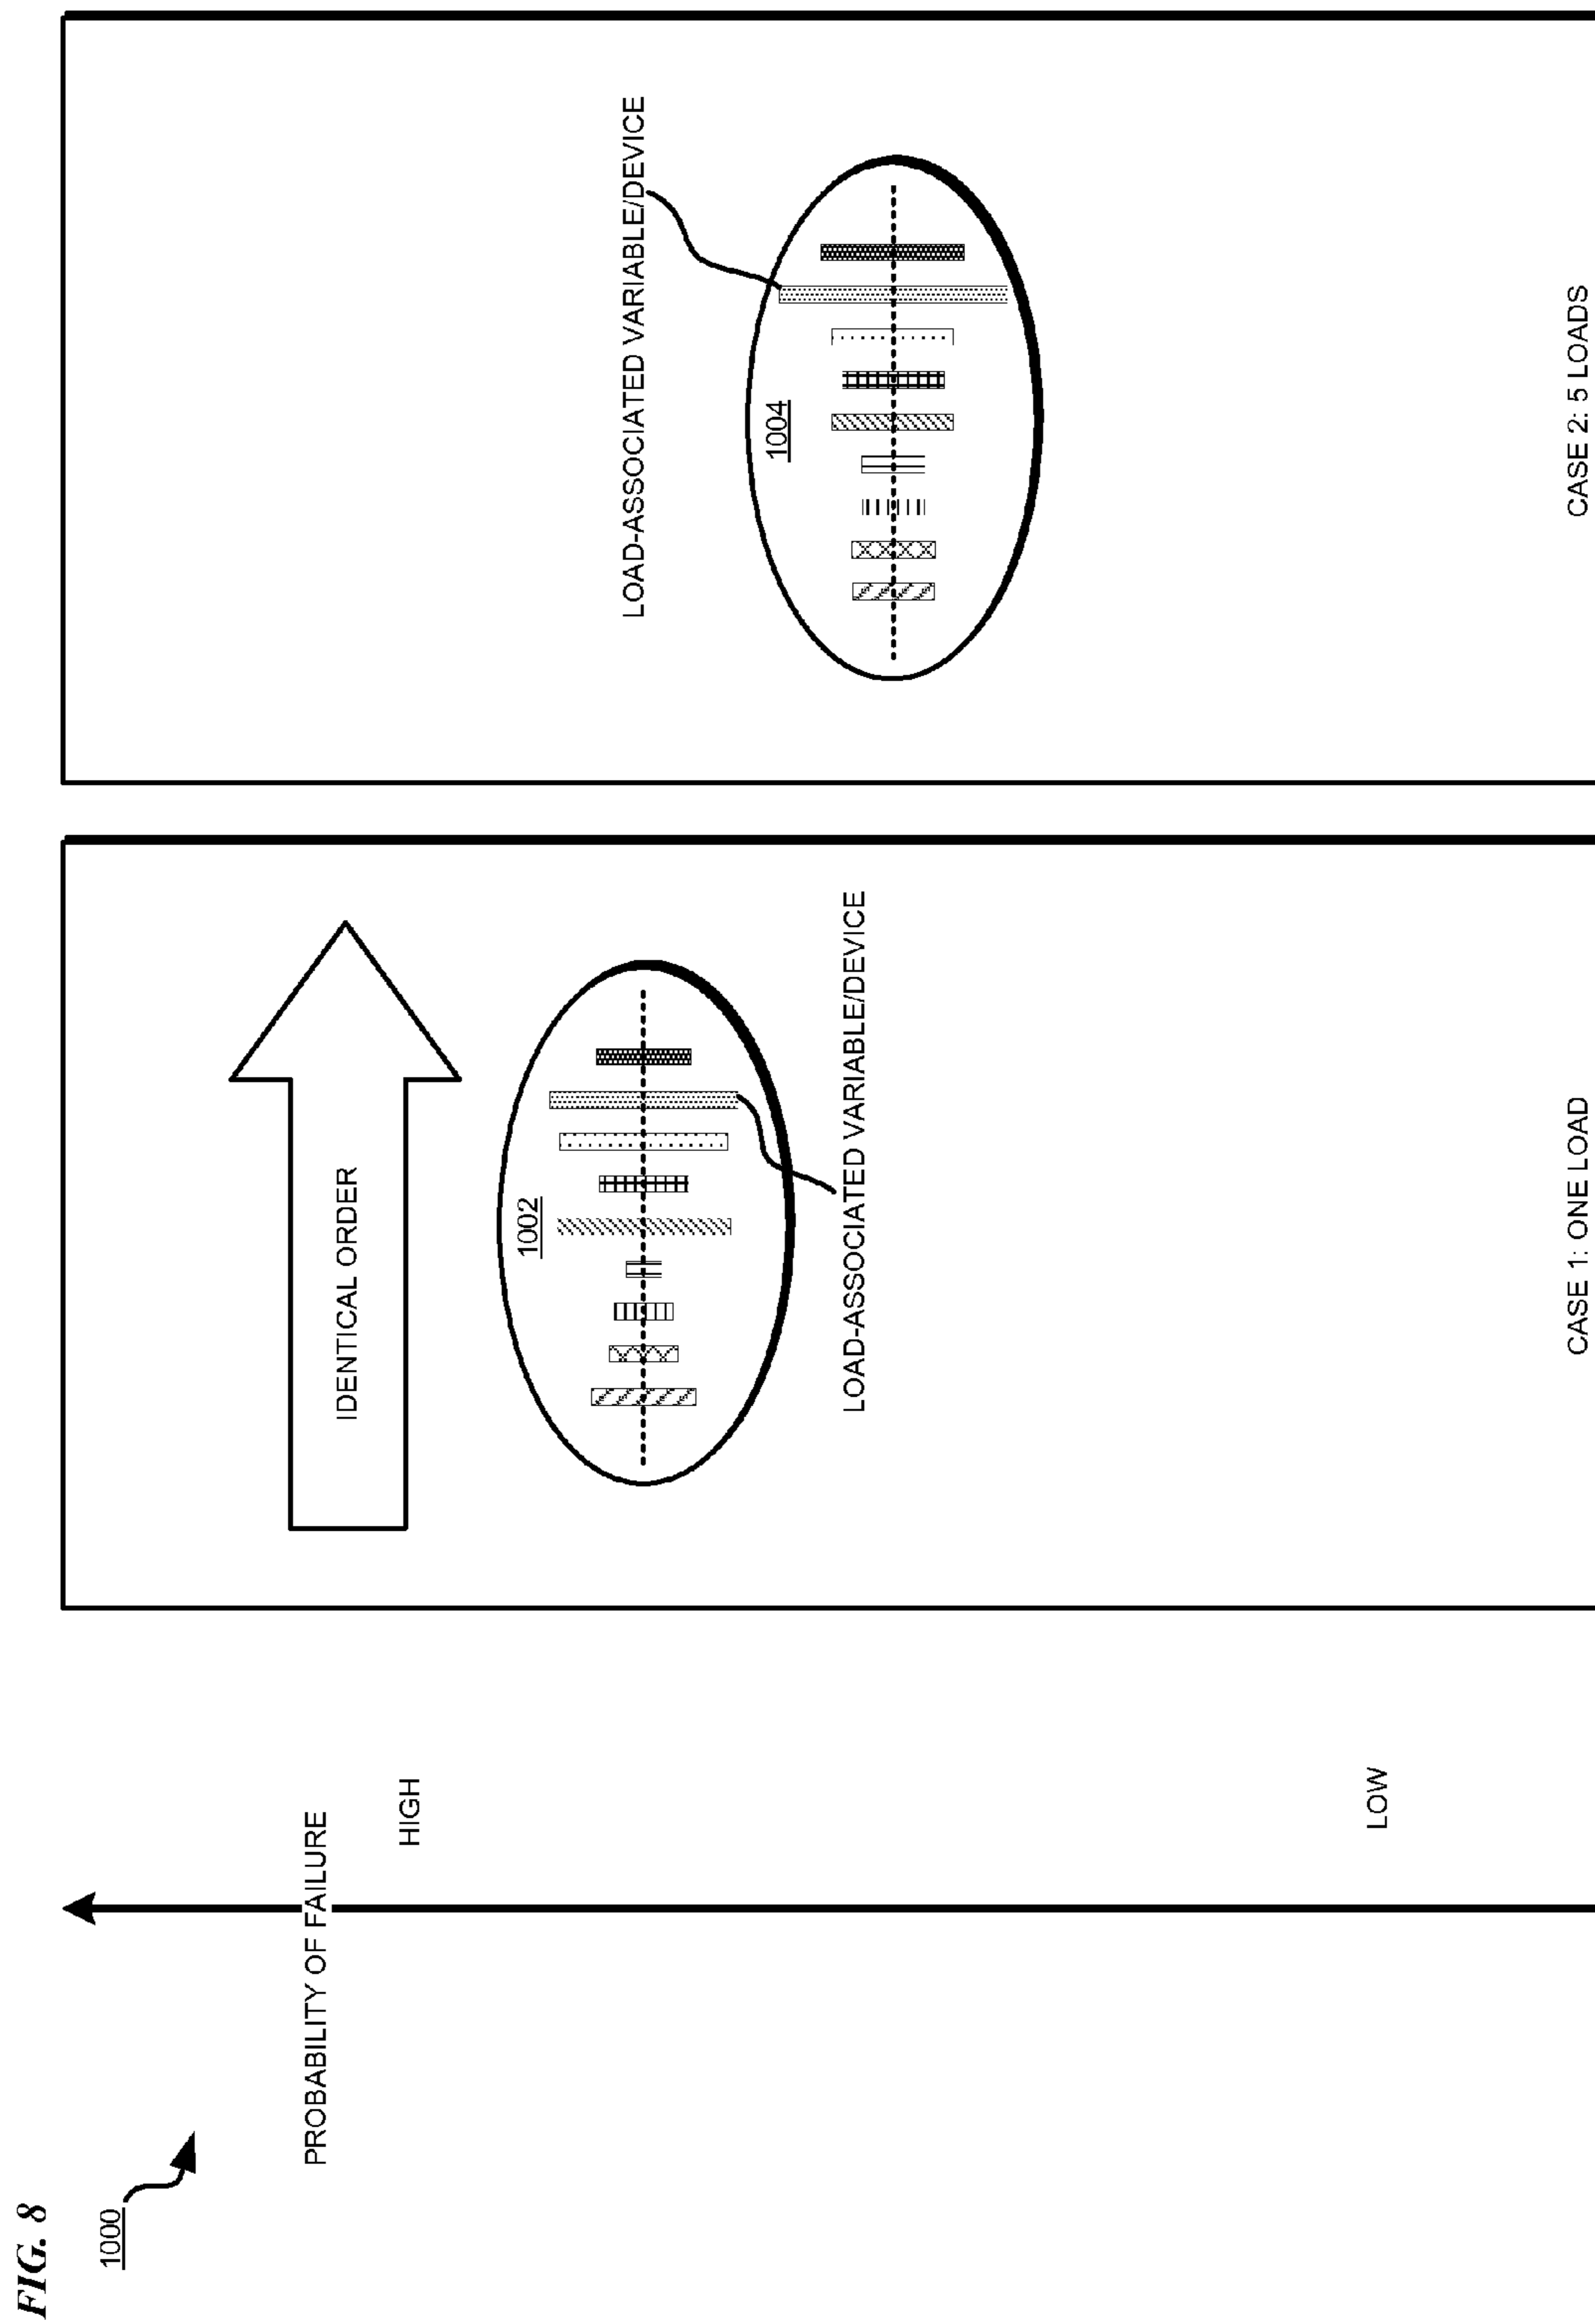 FIG. 8
1000
PROBABILITY OF FAILURE
HIGH
LOW
IDENTICAL ORDER
1002
LOAD-ASSOCIATED VARIABLE/DEVICE
CASE 1: ONE LOAD
LOAD-ASSOCIATED VARIABLE/DEVICE
1004
CASE 2: 5 LOADS